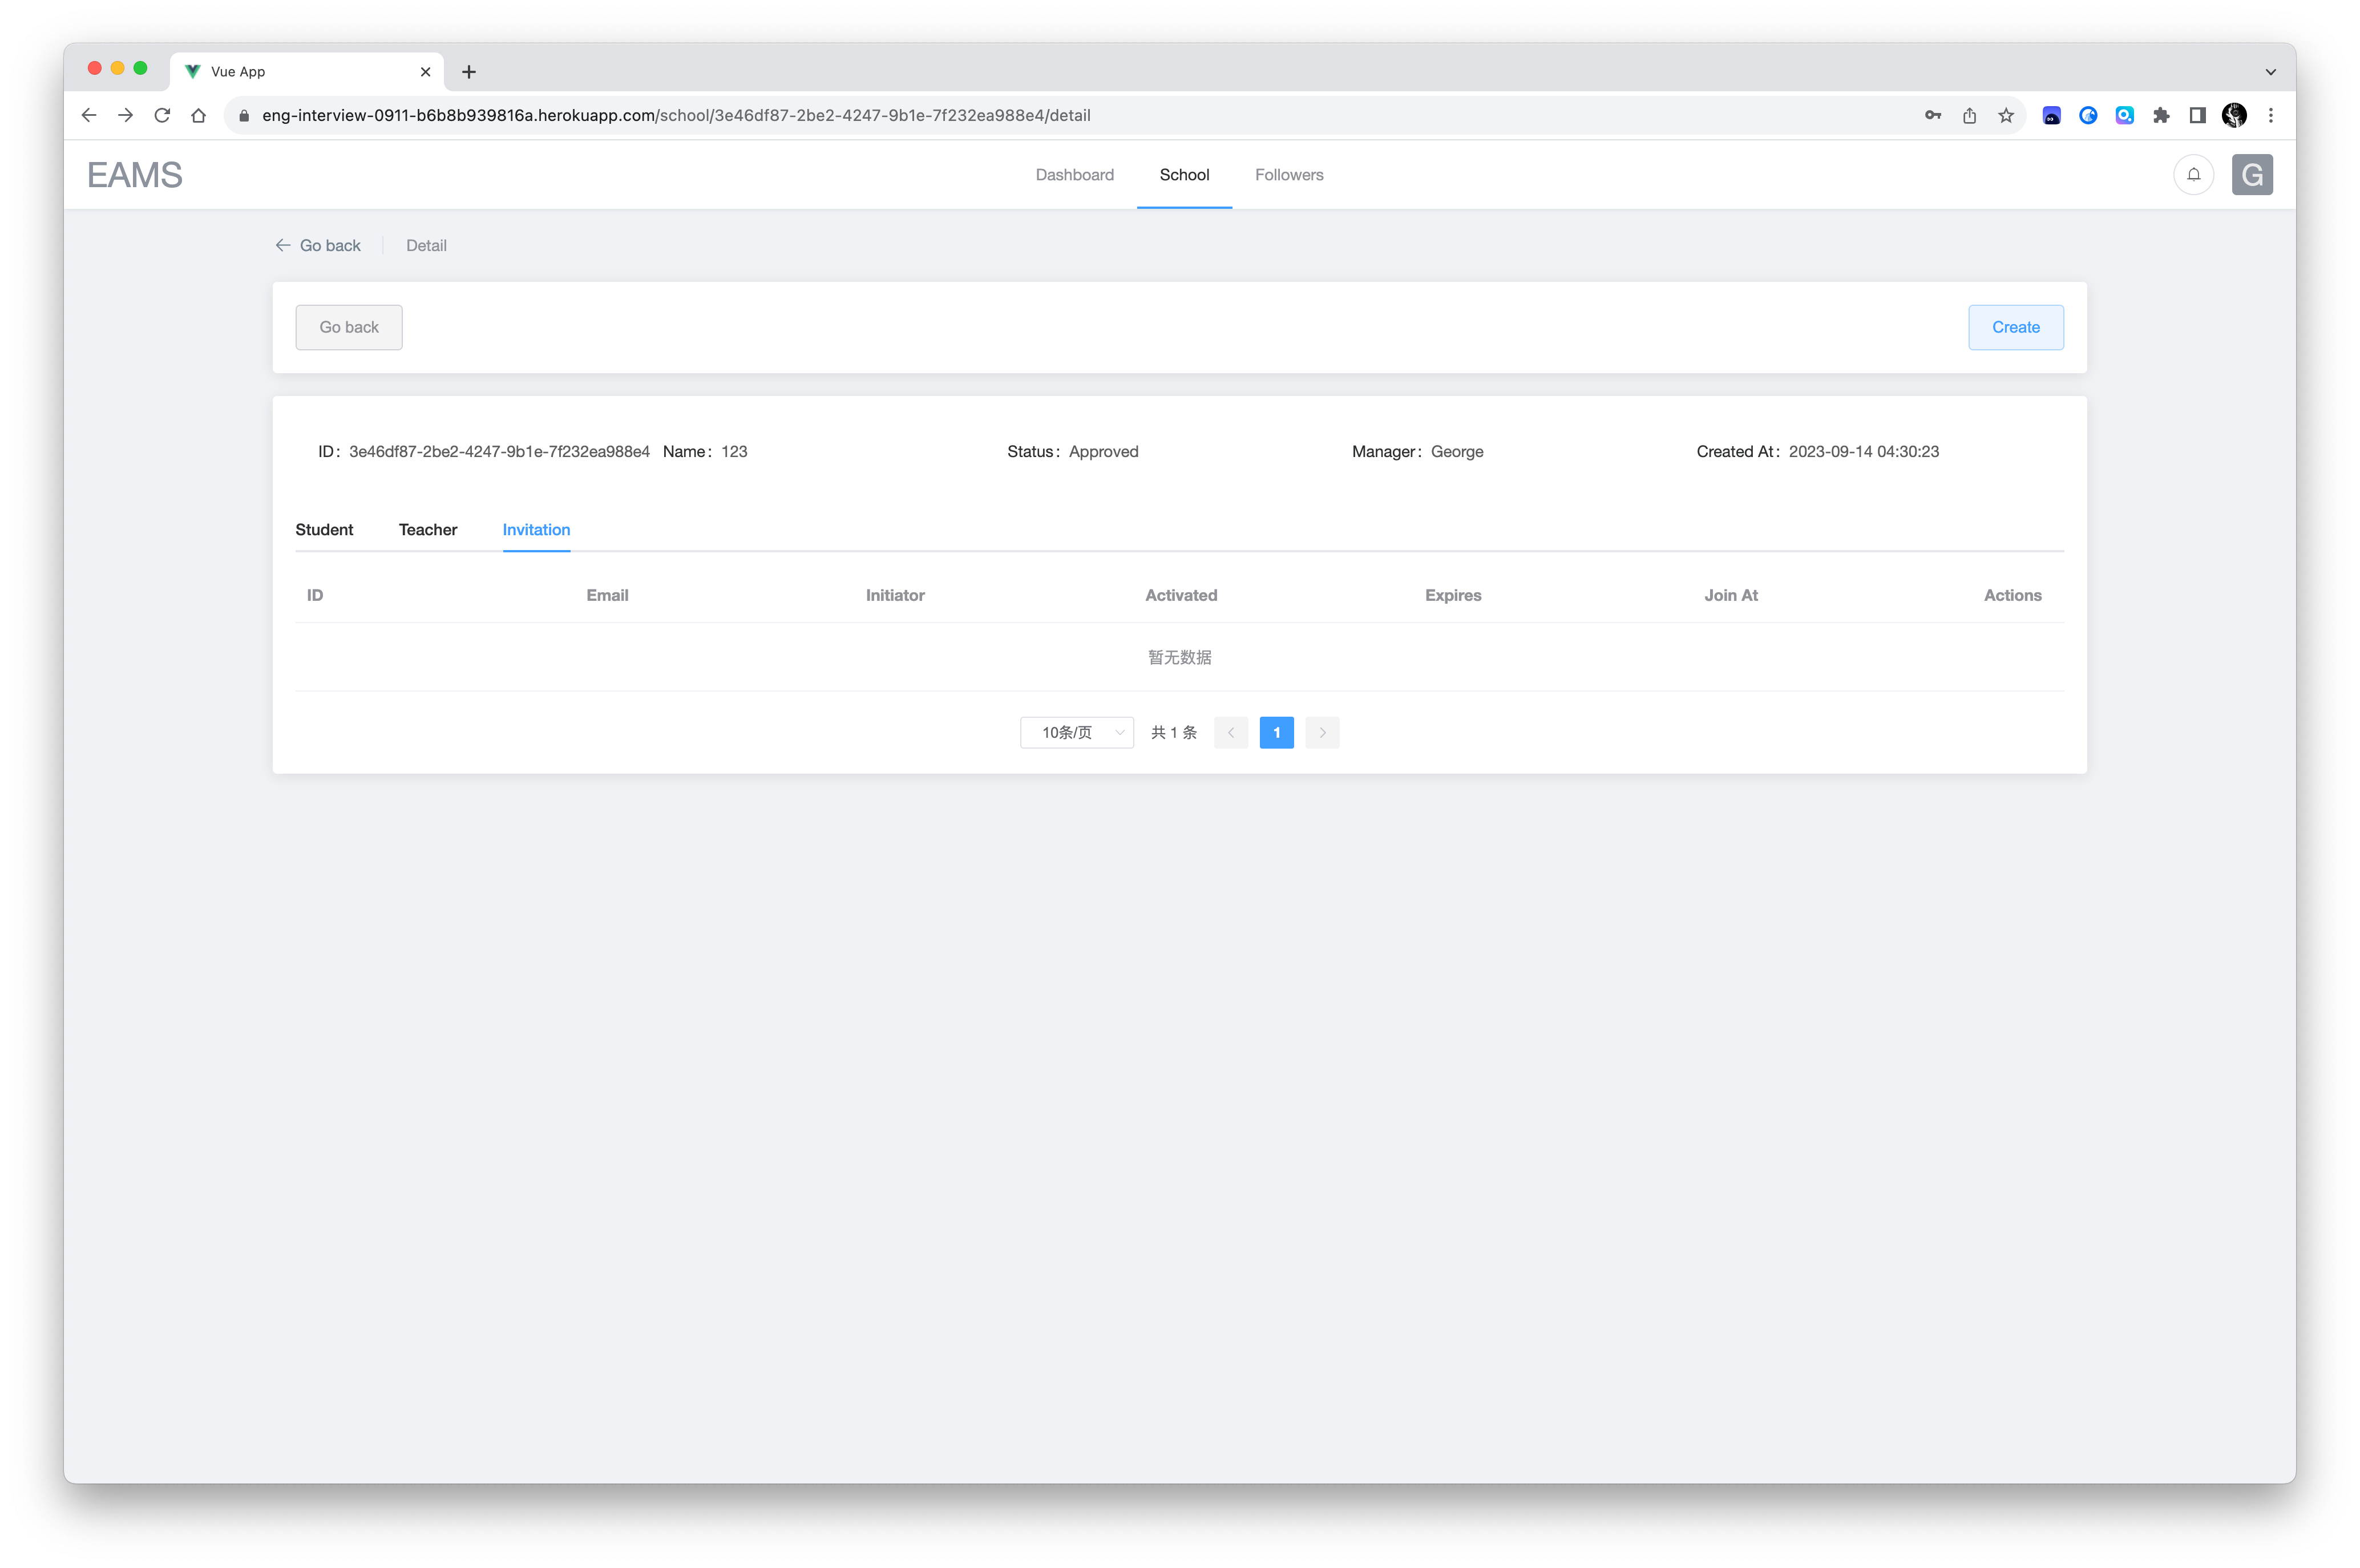 Vue App
eng-interview-0911-b6b8b939816a.herokuapp.com/school/3e46df87-2be2-4247-9b1e-7f232ea988e4/detail
EAMS
Dashboard School Followers
G
Go back Detail
Go back
Create
ID： 3e46df87-2be2-4247-9b1e-7f232ea988e4 Name： 123 Status： Approved Manager： George Created At： 2023-09-14 04:30:23
Student Teacher Invitation
ID Email Initiator Activated Expires Join At Actions
暂无数据
10条/页 共 1 条 1